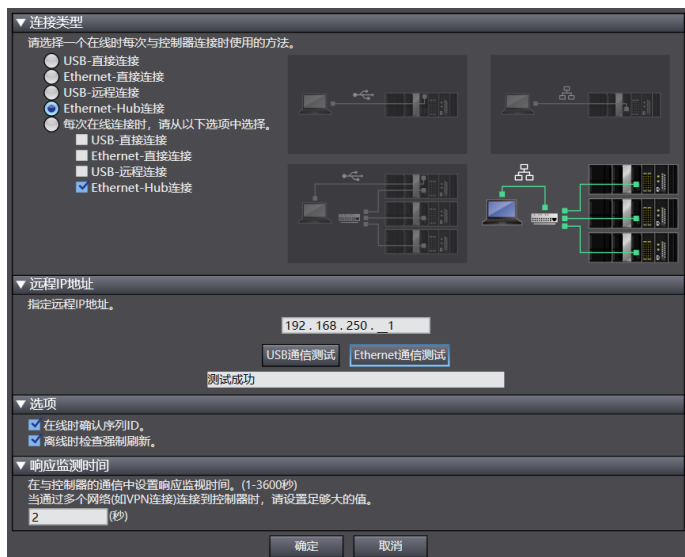 ▼ 连接类型
请选择一个在线时每次与控制器连接时使用的方法。
USB-直接连接
Ethernet-直接连接
USB-远程连接
Ethernet-Hub连接
每次在线连接时，请从以下选项中选择。
USB-直接连接
Ethernet-直接连接
USB-远程连接
Ethernet-Hub连接
▼ 远程IP地址
指定远程IP地址。
192 . 168 . 250 . __1
USB通信测试 Ethernet通信测试
测试成功
▼ 选项
在线时确认序列ID。
离线时检查强制刷新。
▼ 响应监测时间
在与控制器的通信中设置响应监视时间。(1-3600秒)
当通过多个网络(如VPN连接)连接到控制器时，请设置足够大的值。
2 (秒)
确定 取消